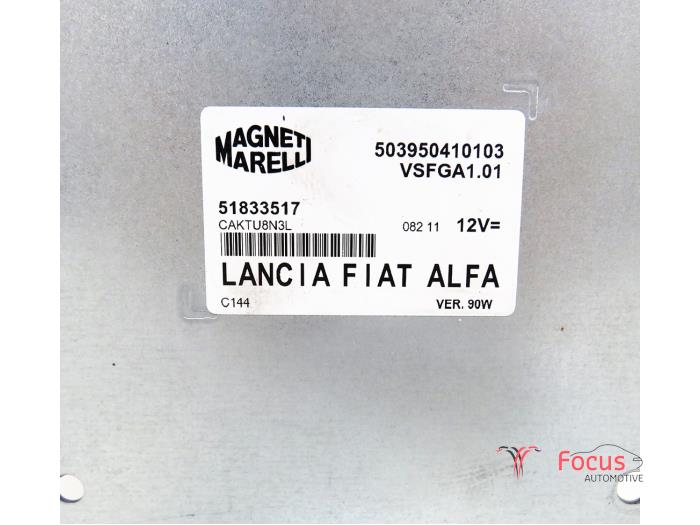 MAGNETI
MARELLI
503950410103
VSFGA1.01
51833517
CAKTU8N3L
082 11 12V=
LANCIA FIAT ALFA
C144
VER. 90W
Focus
AUTOMOTIVE